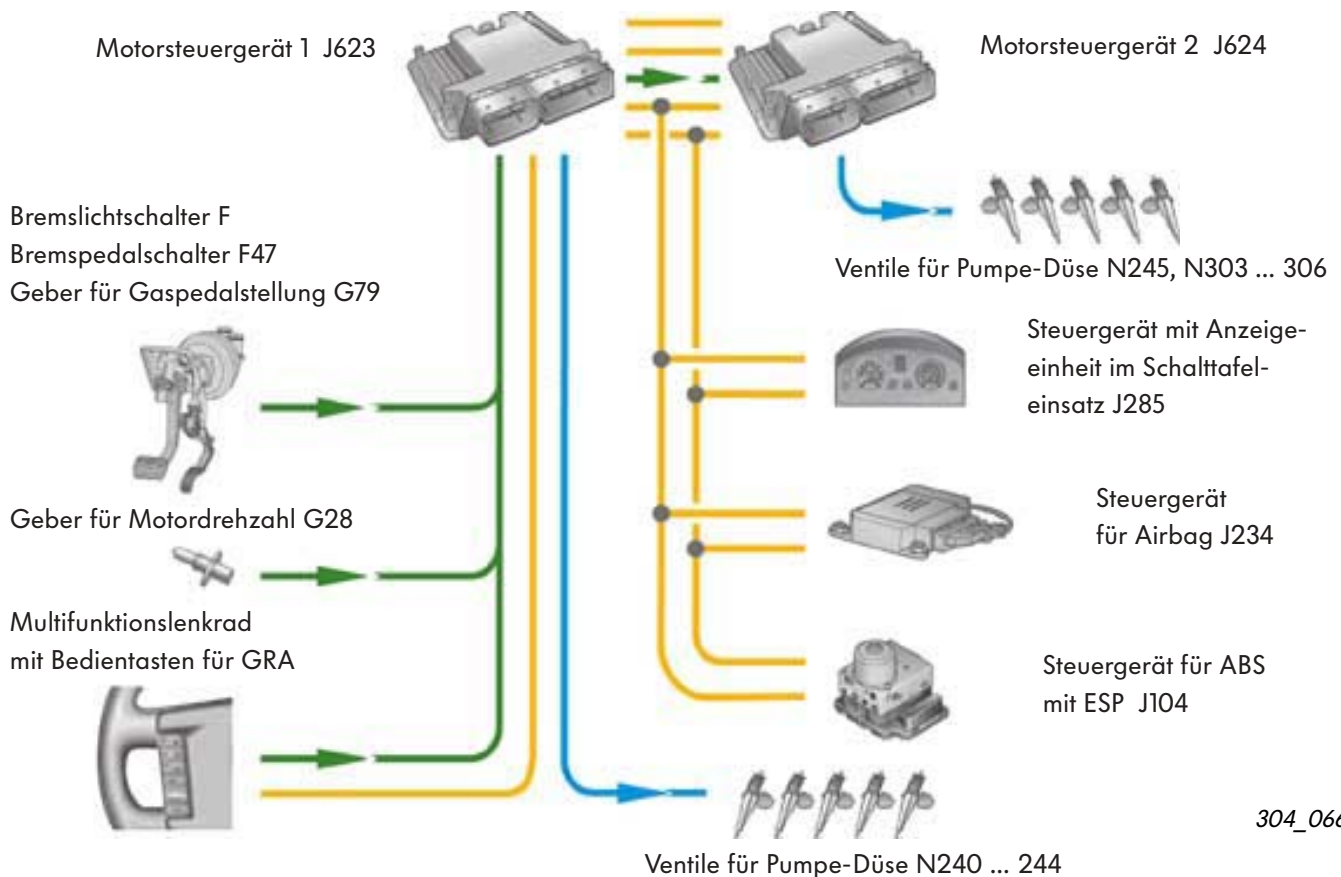 Motorsteuergerät 1 J623
Motorsteuergerät 2 J624
Bremslichtschalter F
Bremspedalschalter F47
Geber für Gaspedalstellung G79
Ventile für Pumpe-Düse N245, N303 ... 306
Steuergerät mit Anzeige-
einheit im Schalttafel-
einsatz J285
Geber für Motordrehzahl G28
Steuergerät
für Airbag J234
Multifunktionslenkrad
mit Bedientasten für GRA
Steuergerät für ABS
mit ESP J104
304_066
Ventile für Pumpe-Düse N240 ... 244